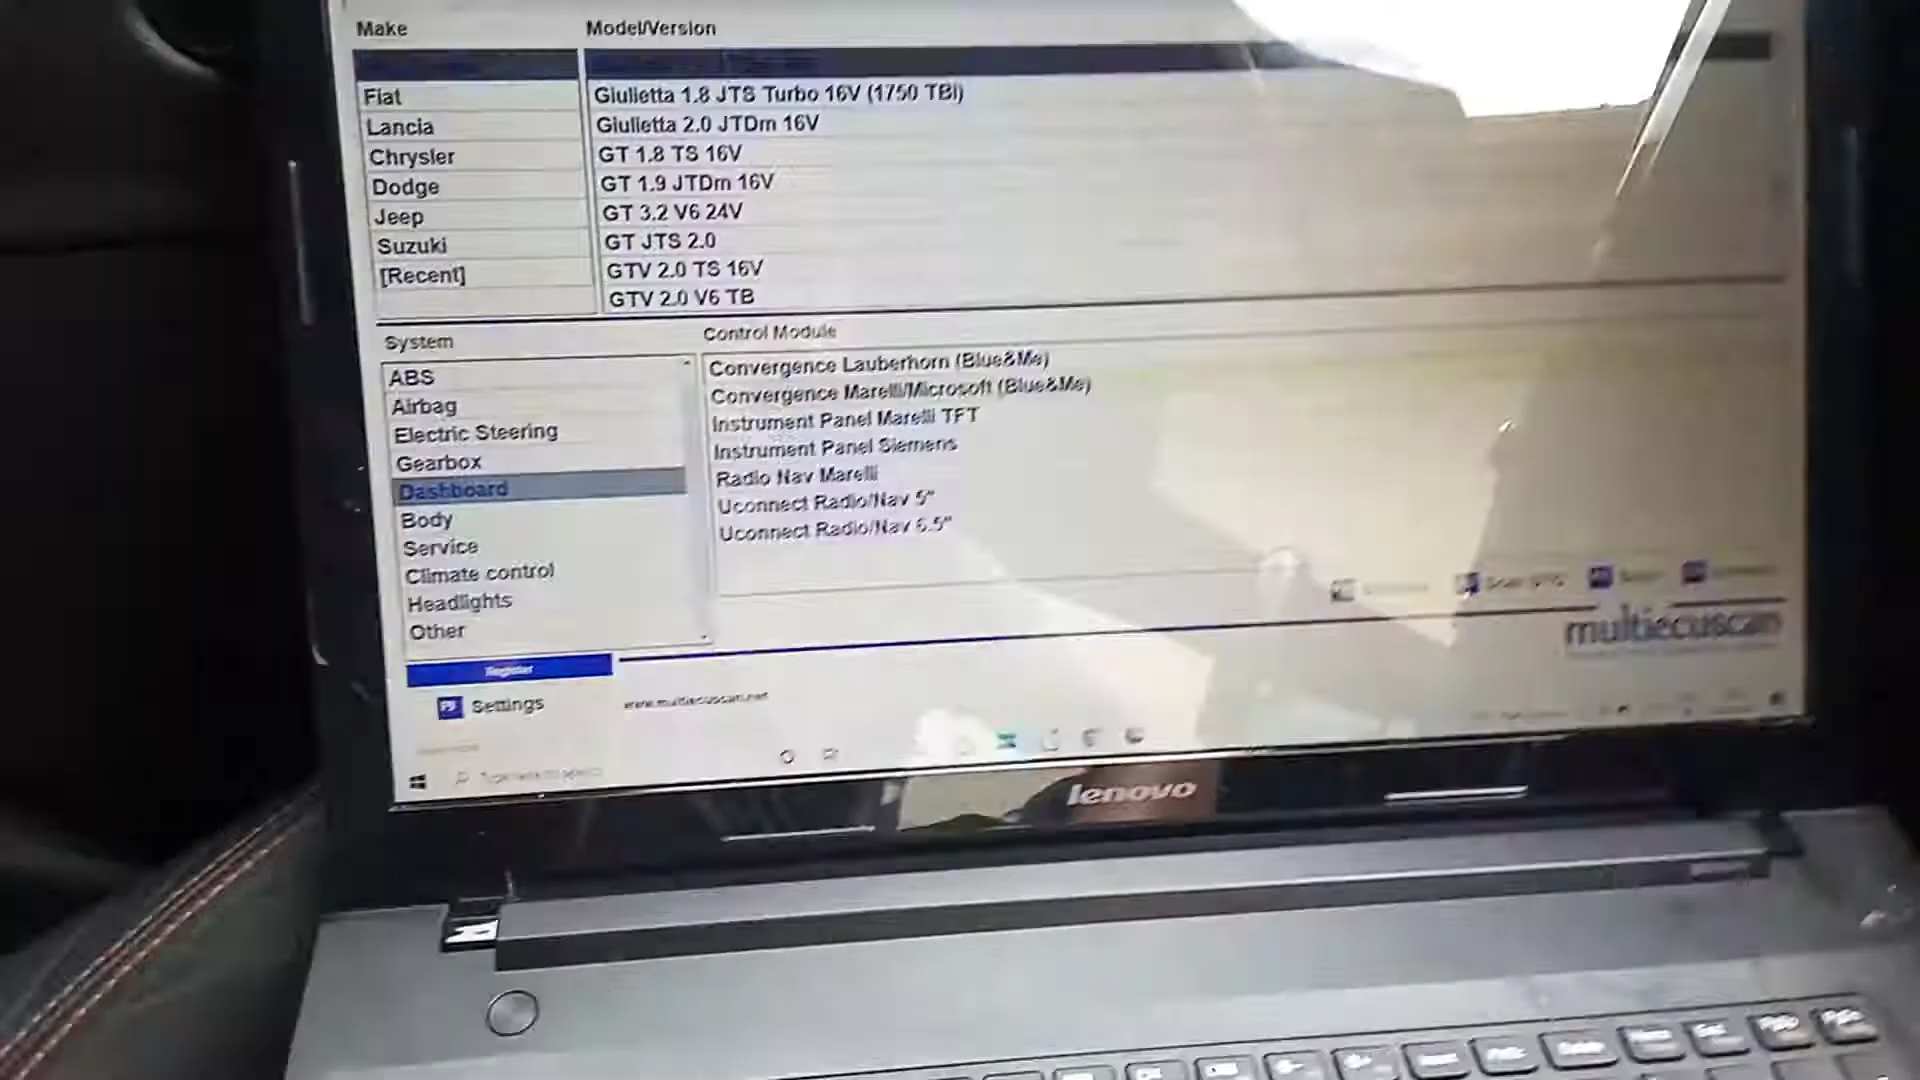 Make
Model/Version
Fiat
Lancia
Chrysler
Dodge
Jeep
Suzuki
[Recent]
Giulietta 1.8 JTS Turbo 16V (1750 TBi)
Giulietta 2.0 JTDm 16V
GT 1.8 TS 16V
GT 1.9 JTDm 16V
GT 3.2 V6 24V
GT JTS 2.0
GTV 2.0 TS 16V
GTV 2.0 V6 TB
System
ABS
Airbag
Electric Steering
Gearbox
Dashboard
Body
Service
Climate control
Headlights
Other
Control Module
Convergence Lauberhorn (Blue&Me)
Convergence Marelli/Microsoft (Blue&Me)
Instrument Panel Marelli TFT
Instrument Panel Siemens
Radio Nav Marelli
Uconnect Radio/Nav 5"
Uconnect Radio/Nav 6.5"
multiecuscan
Register
Settings
www.multiecuscan.net
Type here to search
lenovo